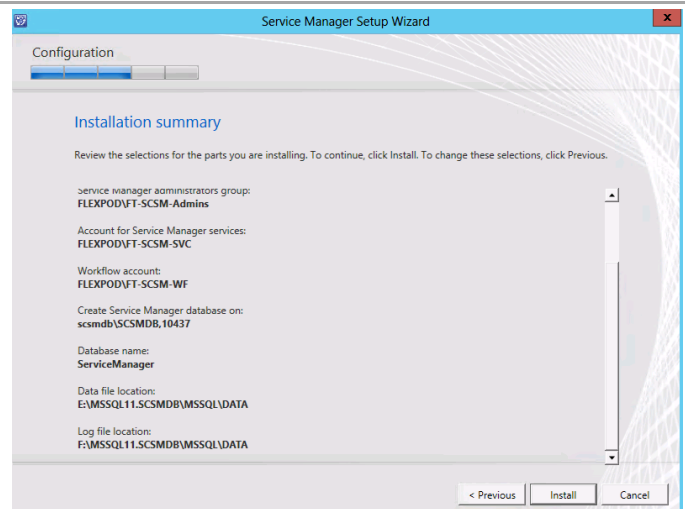 Service Manager Setup Wizard
x
Configuration
Installation summary
Review the selections for the parts you are installing. To continue, click Install. To change these selections, click Previous.
Service Manager administrators group:
FLEXPOD\FT-SCSM-Admins
Account for Service Manager services:
FLEXPOD\FT-SCSM-SVC
Workflow account:
FLEXPOD\FT-SCSM-WF
Create Service Manager database on:
scsmdb\SCSMDB,10437
Database name:
ServiceManager
Data file location:
E:\MSSQL11.SCSMDB\MSSQL\DATA
Log file location:
F:\MSSQL11.SCSMDB\MSSQL\DATA
< Previous Install Cancel